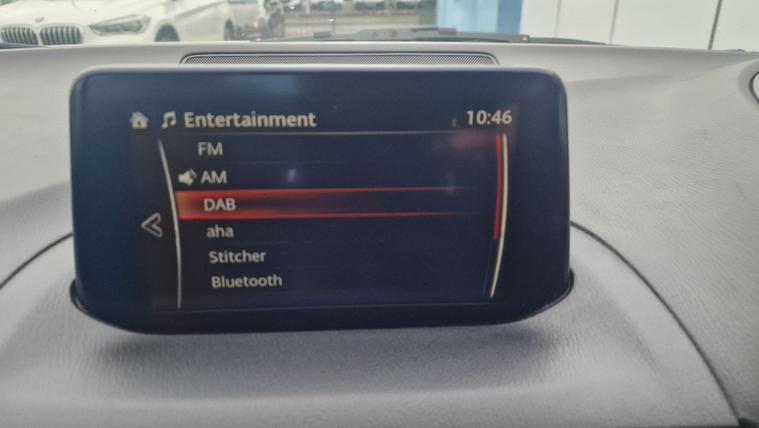 Entertainment 10:46
FM
AM
DAB
aha
Stitcher
Bluetooth